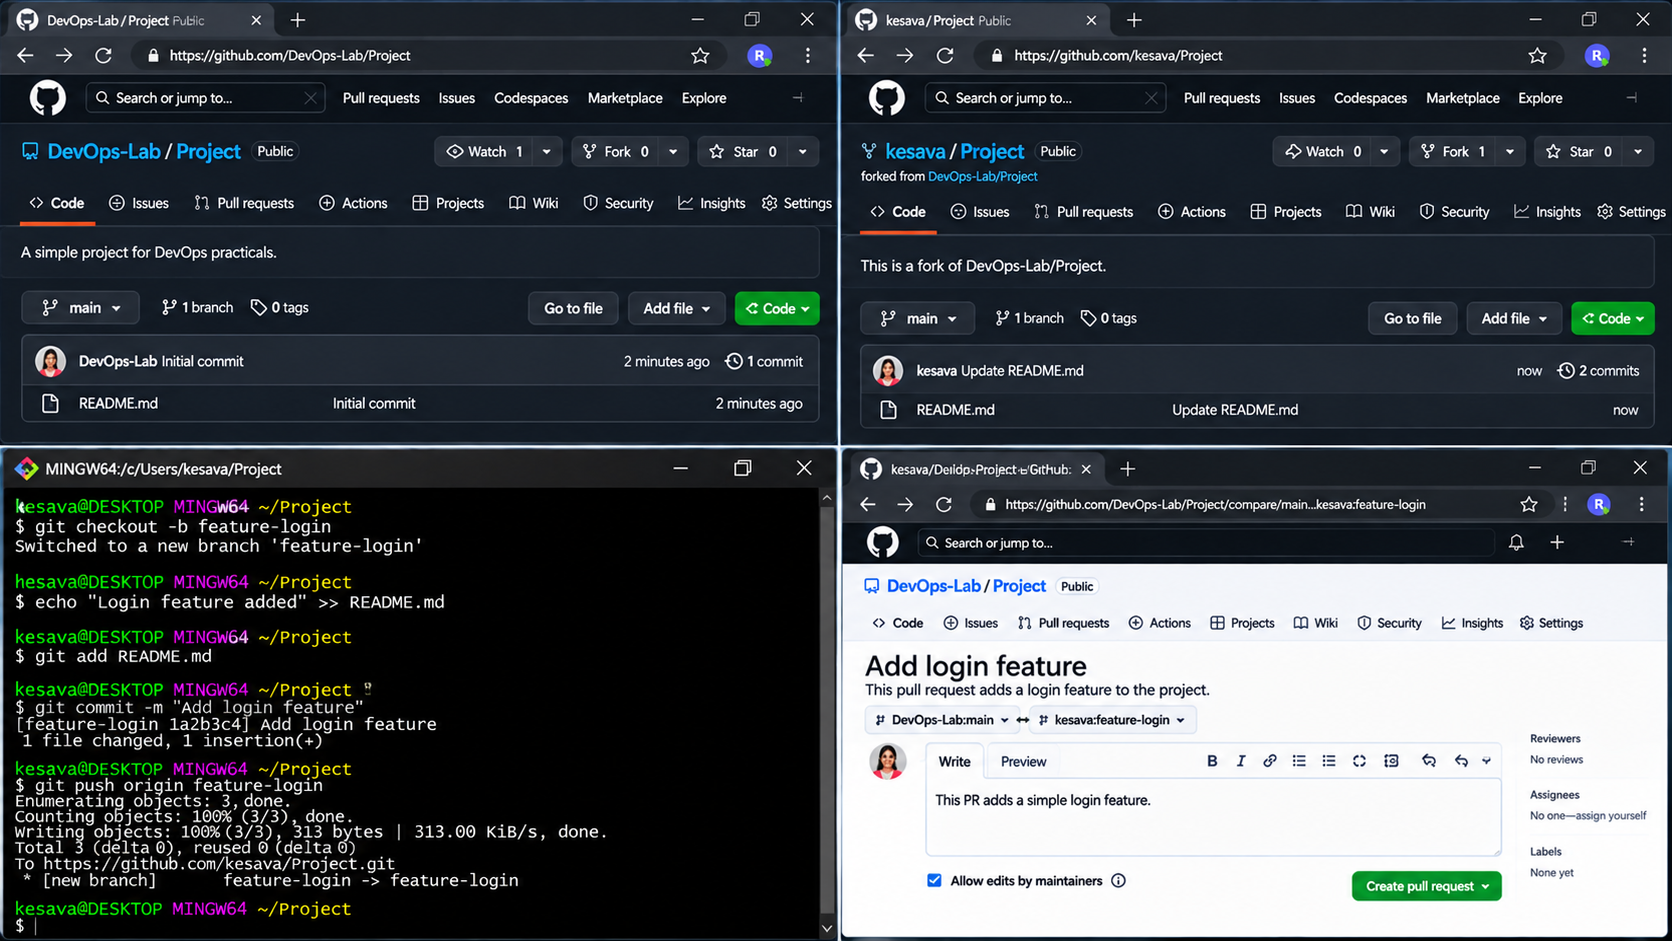 DevOps-Lab / Project Public
https://github.com/DevOps-Lab/Project
R
Search or jump to...
Pull requests Issues Codespaces Marketplace Explore
DevOps-Lab / Project Public
Watch 1 Fork 0 Star 0
Code Issues Pull requests Actions Projects Wiki Security Insights Settings
A simple project for DevOps practicals.
main 1 branch 0 tags Go to file Add file Code
DevOps-Lab Initial commit 2 minutes ago 1 commit
README.md Initial commit 2 minutes ago
kesava / Project Public
https://github.com/kesava/Project
R
Search or jump to...
Pull requests Issues Codespaces Marketplace Explore
kesava / Project Public
Watch 0 Fork 1 Star 0
forked from DevOps-Lab/Project
Code Issues Pull requests Actions Projects Wiki Security Insights Settings
This is a fork of DevOps-Lab/Project.
main 1 branch 0 tags Go to file Add file Code
kesava Update README.md now 2 commits
README.md Update README.md now
MINGW64:/c/Users/kesava/Project
kesava@DESKTOP MINGW64 ~/Project
$ git checkout -b feature-login
Switched to a new branch 'feature-login'
hesava@DESKTOP MINGW64 ~/Project
$ echo "Login feature added" >> README.md
kesava@DESKTOP MINGW64 ~/Project
$ git add README.md
kesava@DESKTOP MINGW64 ~/Project
$ git commit -m "Add login feature"
[feature-login 1a2b3c4] Add login feature
1 file changed, 1 insertion(+)
kesava@DESKTOP MINGW64 ~/Project
$ git push origin feature-login
Enumerating objects: 3, done.
Counting objects: 100% (3/3), done.
Writing objects: 100% (3/3), 313 bytes | 313.00 KiB/s, done.
Total 3 (delta 0), reused 0 (delta 0)
To https://github.com/kesava/Project.git
* [new branch] feature-login -> feature-login
kesava@DESKTOP MINGW64 ~/Project
$
https://github.com/DevOps-Lab/Project/compare/main...kesava:feature-login
R
Search or jump to...
DevOps-Lab / Project Public
Code Issues Pull requests Actions Projects Wiki Security Insights Settings
Add login feature
This pull request adds a login feature to the project.
DevOps-Lab:main ↔ kesava:feature-login
Write Preview B I
This PR adds a simple login feature.
Allow edits by maintainers
Create pull request
Reviewers
No reviews
Assignees
No one—assign yourself
Labels
None yet